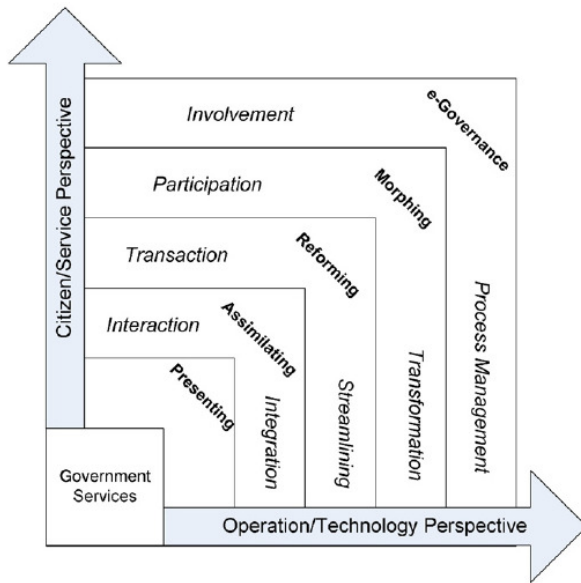 Citizen/Service Perspective
Involvement
e-Governance
Participation
Morphing
Transaction
Reforming
Interaction
Assimilating
Presenting
Integration
Streamlining
Transformation
Process Management
Government
Services
Operation/Technology Perspective